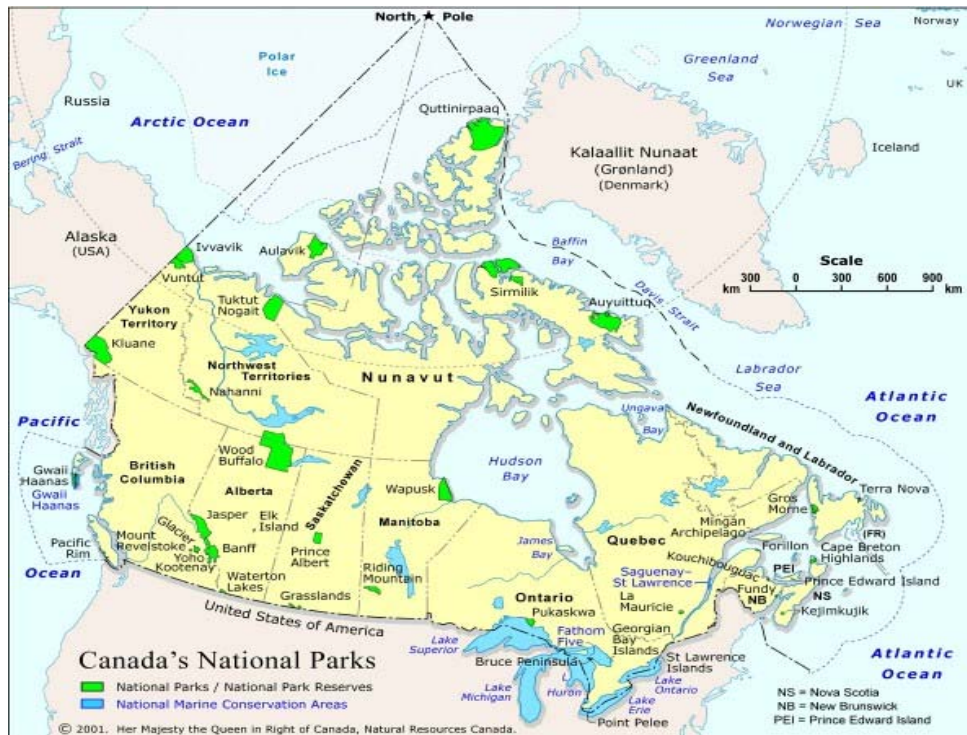 North Pole
Norwegian Sea
Norway
Polar
Ice
Greenland
Sea
UK
Russia
Quttinirpaaq
Arctic Ocean
Bering Strait
Kalaallit Nunaat
(Grønland)
(Denmark)
Iceland
Alaska
(USA)
Ivvavik
Aulavik
Baffin
Bay
Vuntut
Scale
300 0 300 600 900
km km
Sirmilik
Davis Strait
Auyuittuq
Tuktut
Nogait
Yukon
Territory
Kluane
Northwest
Territories
Nunavut
Labrador
Sea
Nahanni
Atlantic
Ocean
Pacific
Ungava
Bay
Newfoundland and Labrador
Wood
Buffalo
Hudson
Bay
Gwaii
Haanas
Gwaii
Haanas
British
Columbia
Alberta
Saskatchewan
Wapusk
Terra Nova
Gros
Morne
Jasper
Elk
Island
Manitoba
Mingan
Archipelago
(FR)
Glacier
Mount
Revelstoke
James
Bay
Quebec
Forillon
Cape Breton
Highlands
Pacific
Rim
Yoho
Banff
Kootenay
Prince
Albert
Kouchibouguac
PEI
Saguenay–
St Lawrence
Prince Edward Island
Ocean
Waterton
Lakes
Riding
Mountain
Fundy
NB
NS
La
Mauricie
Kejimkujik
Grasslands
Ontario
Pukaskwa
United States of America
Georgian
Bay
Islands
Lake
Superior
Fathom
Five
Bruce Peninsula
St Lawrence
Islands
Atlantic
Ocean
Lake
Ontario
Lake
Michigan
Huron
Lake
Erie
Point Pelee
Canada's National Parks
National Parks / National Park Reserves
National Marine Conservation Areas
NS = Nova Scotia
NB = New Brunswick
PEI = Prince Edward Island
© 2001. Her Majesty the Queen in Right of Canada, Natural Resources Canada.